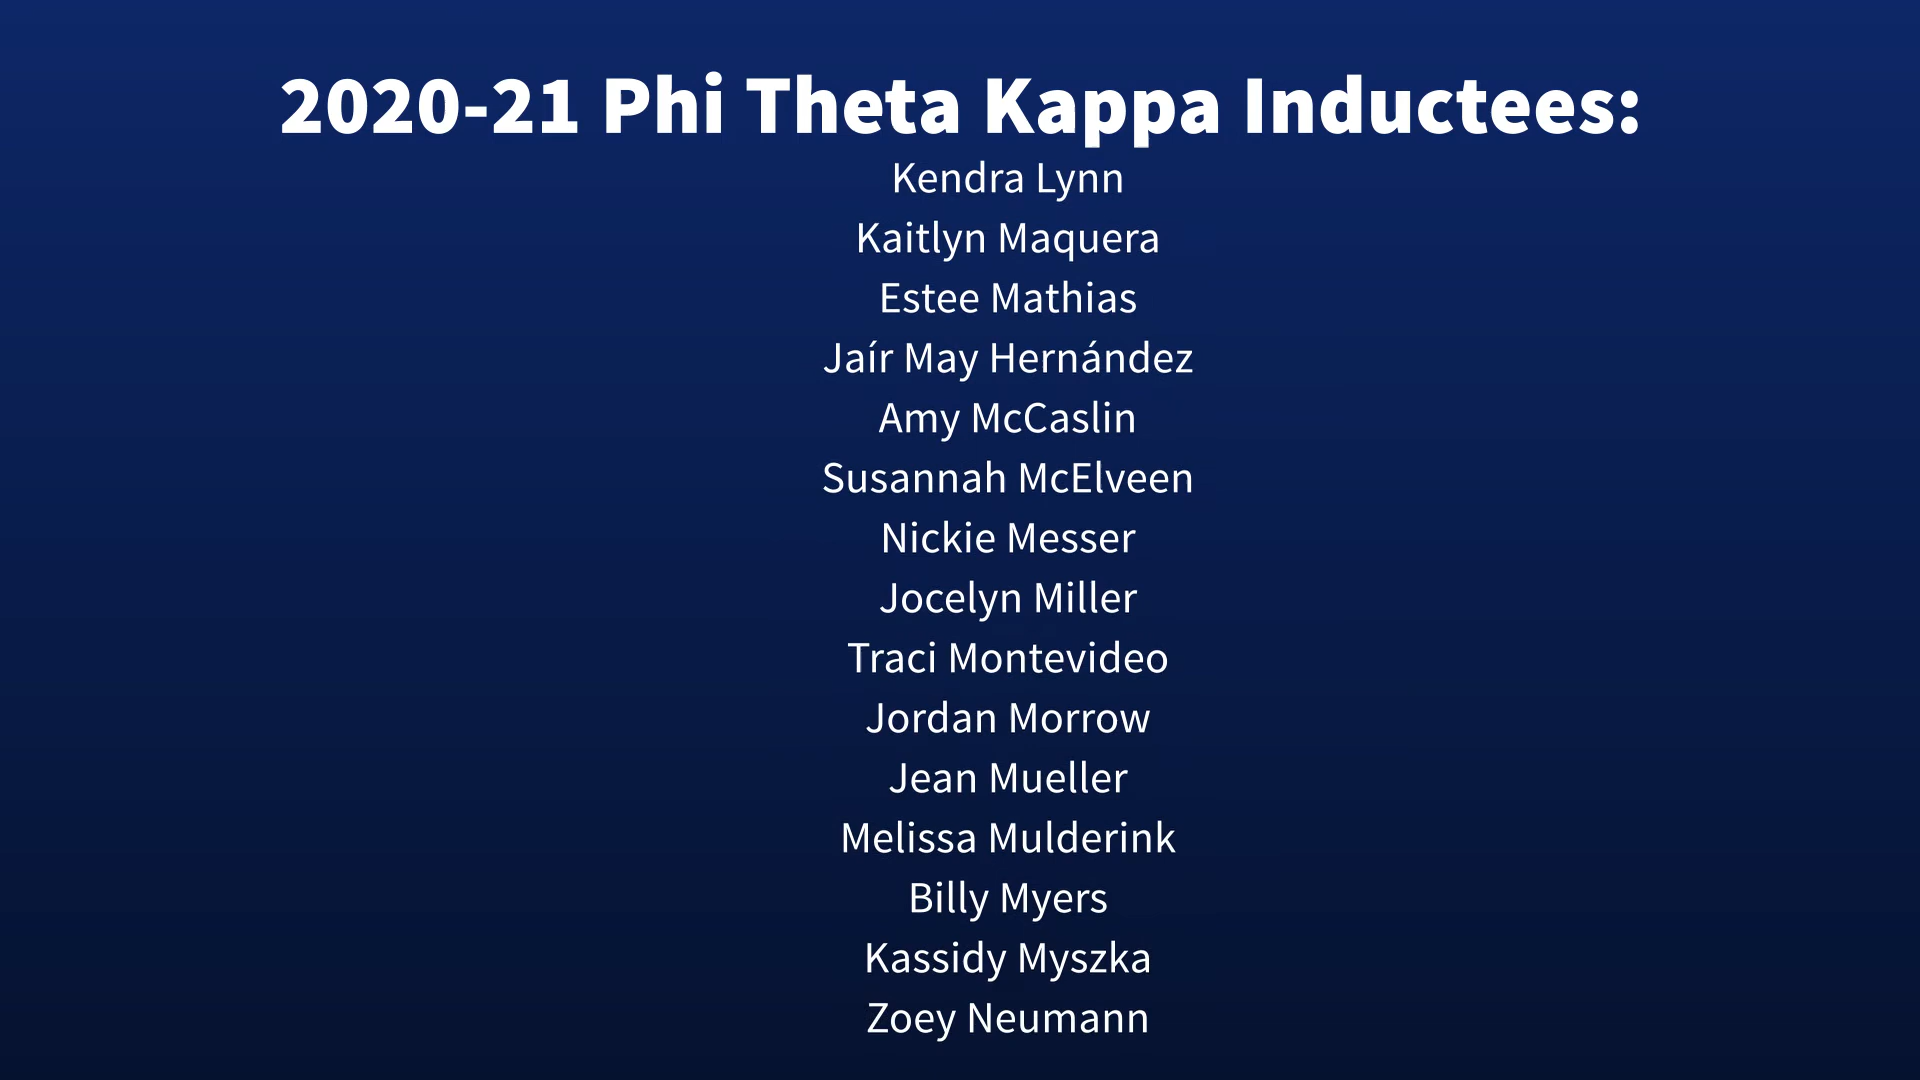 2020-21 Phi Theta Kappa Inductees:
Kendra Lynn
Kaitlyn Maquera
Estee Mathias
Jaír May Hernández
Amy McCaslin
Susannah McElveen
Nickie Messer
Jocelyn Miller
Traci Montevideo
Jordan Morrow
Jean Mueller
Melissa Mulderink
Billy Myers
Kassidy Myszka
Zoey Neumann